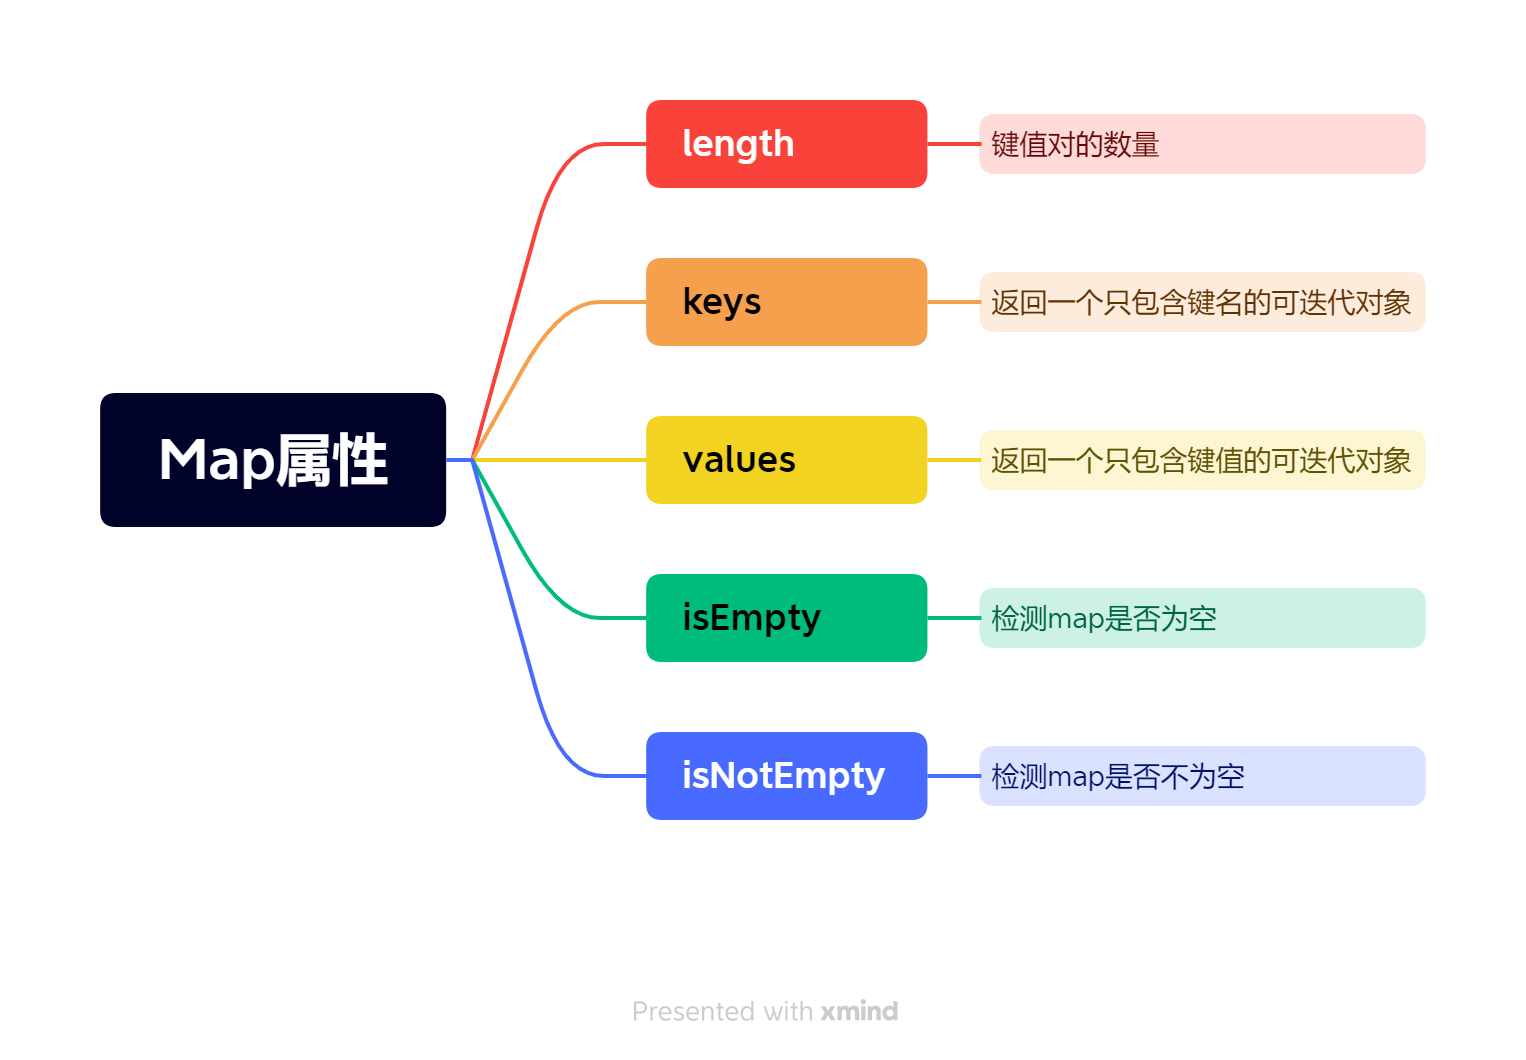 Map属性
length
键值对的数量
keys
返回一个只包含键名的可迭代对象
values
返回一个只包含键值的可迭代对象
isEmpty
检测map是否为空
isNotEmpty
检测map是否不为空
Presented with xmind